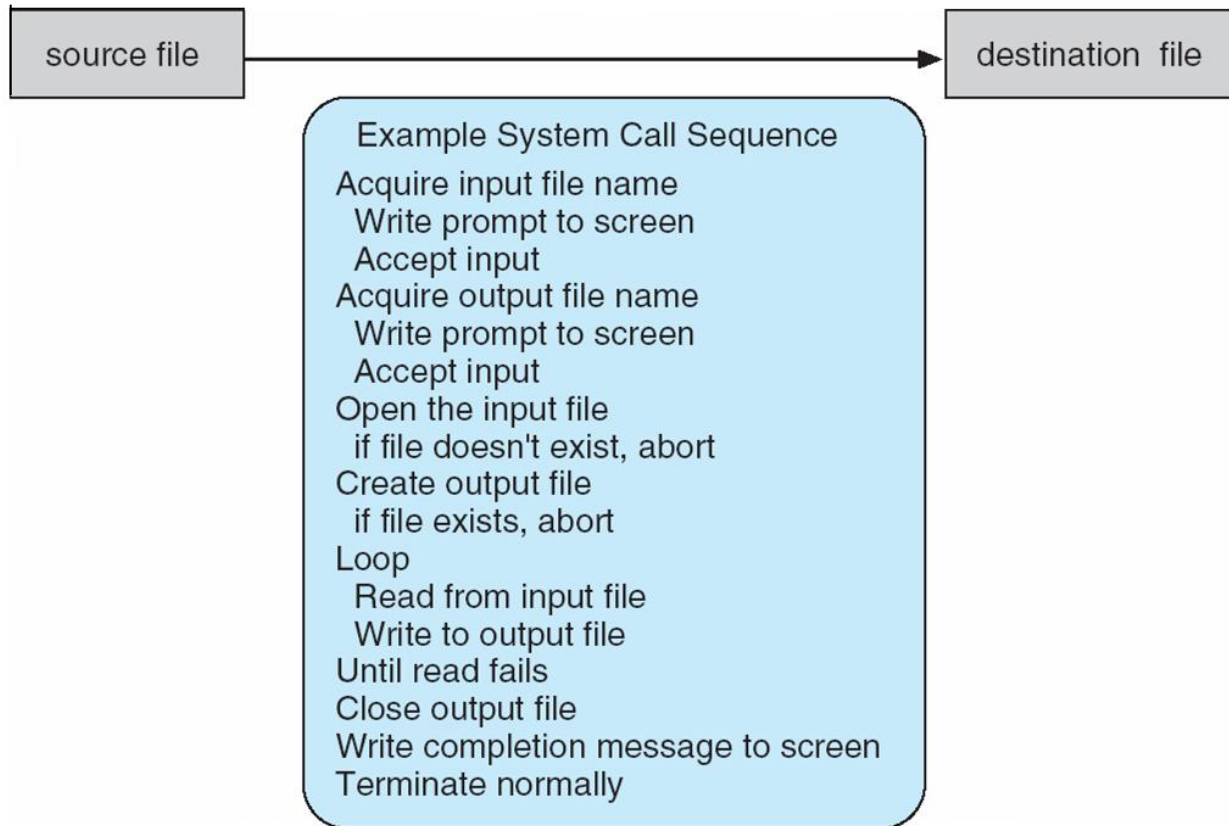 source file
destination file
Example System Call Sequence
Acquire input file name
Write prompt to screen
Accept input
Acquire output file name
Write prompt to screen
Accept input
Open the input file
if file doesn't exist, abort
Create output file
if file exists, abort
Loop
Read from input file
Write to output file
Until read fails
Close output file
Write completion message to screen
Terminate normally